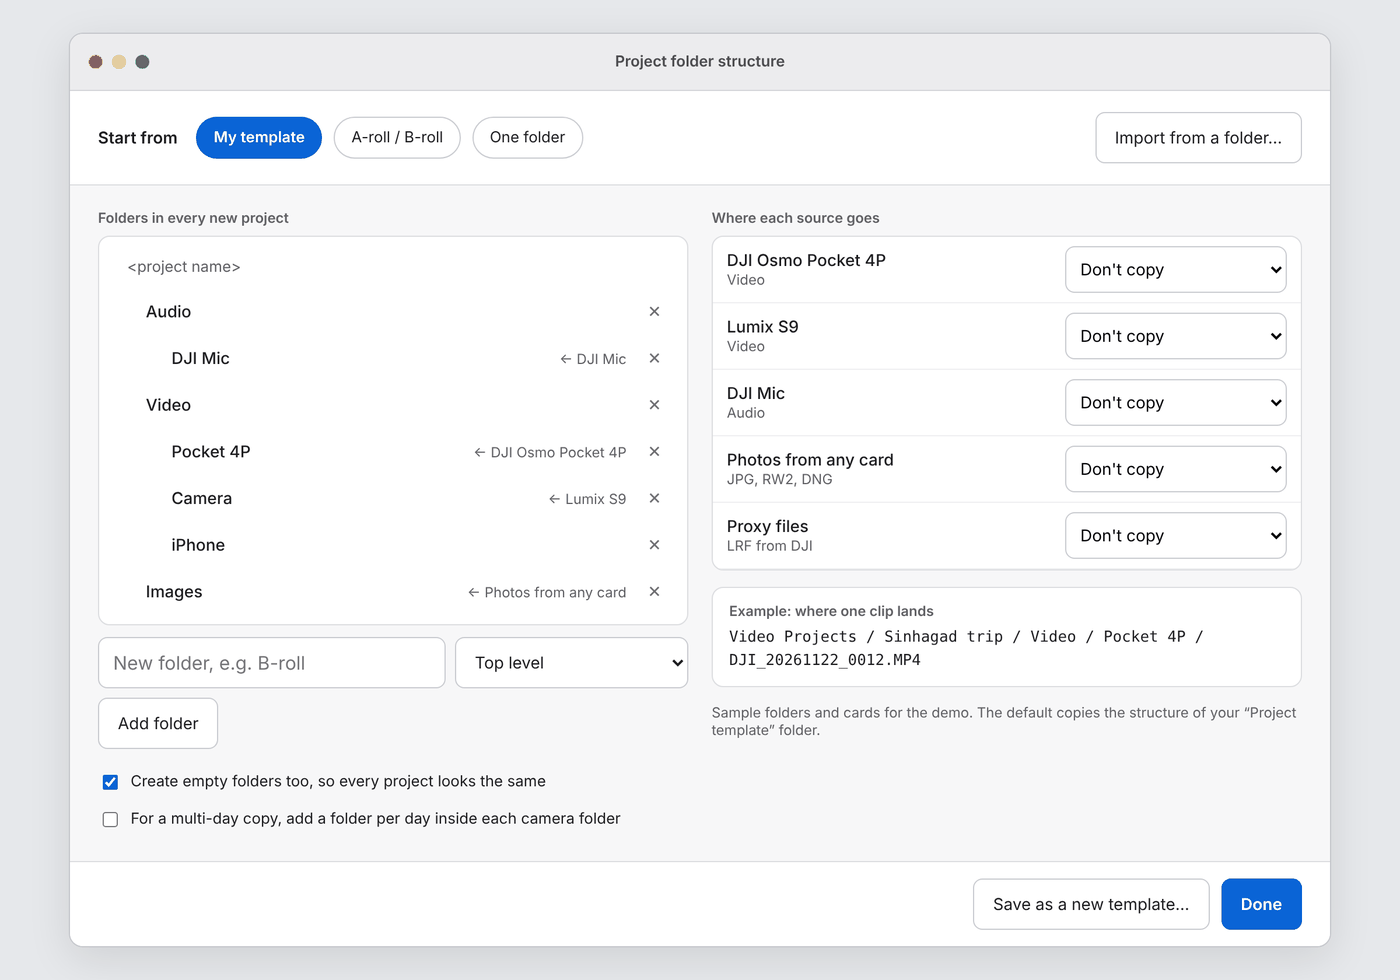 Project folder structure
Start from
My template
A-roll / B-roll
One folder
Import from a folder...
Folders in every new project
<project name>
Audio
DJI Mic
← DJI Mic
Video
Pocket 4P
← DJI Osmo Pocket 4P
Camera
← Lumix S9
iPhone
Images
← Photos from any card
New folder, e.g. B-roll
Top level
Add folder
Create empty folders too, so every project looks the same
For a multi-day copy, add a folder per day inside each camera folder
Where each source goes
DJI Osmo Pocket 4P
Video
Don't copy
Lumix S9
Video
Don't copy
DJI Mic
Audio
Don't copy
Photos from any card
JPG, RW2, DNG
Don't copy
Proxy files
LRF from DJI
Don't copy
Example: where one clip lands
Video Projects / Sinhagad trip / Video / Pocket 4P /
DJI_20261122_0012.MP4
Sample folders and cards for the demo. The default copies the structure of your “Project
template” folder.
Save as a new template...
Done